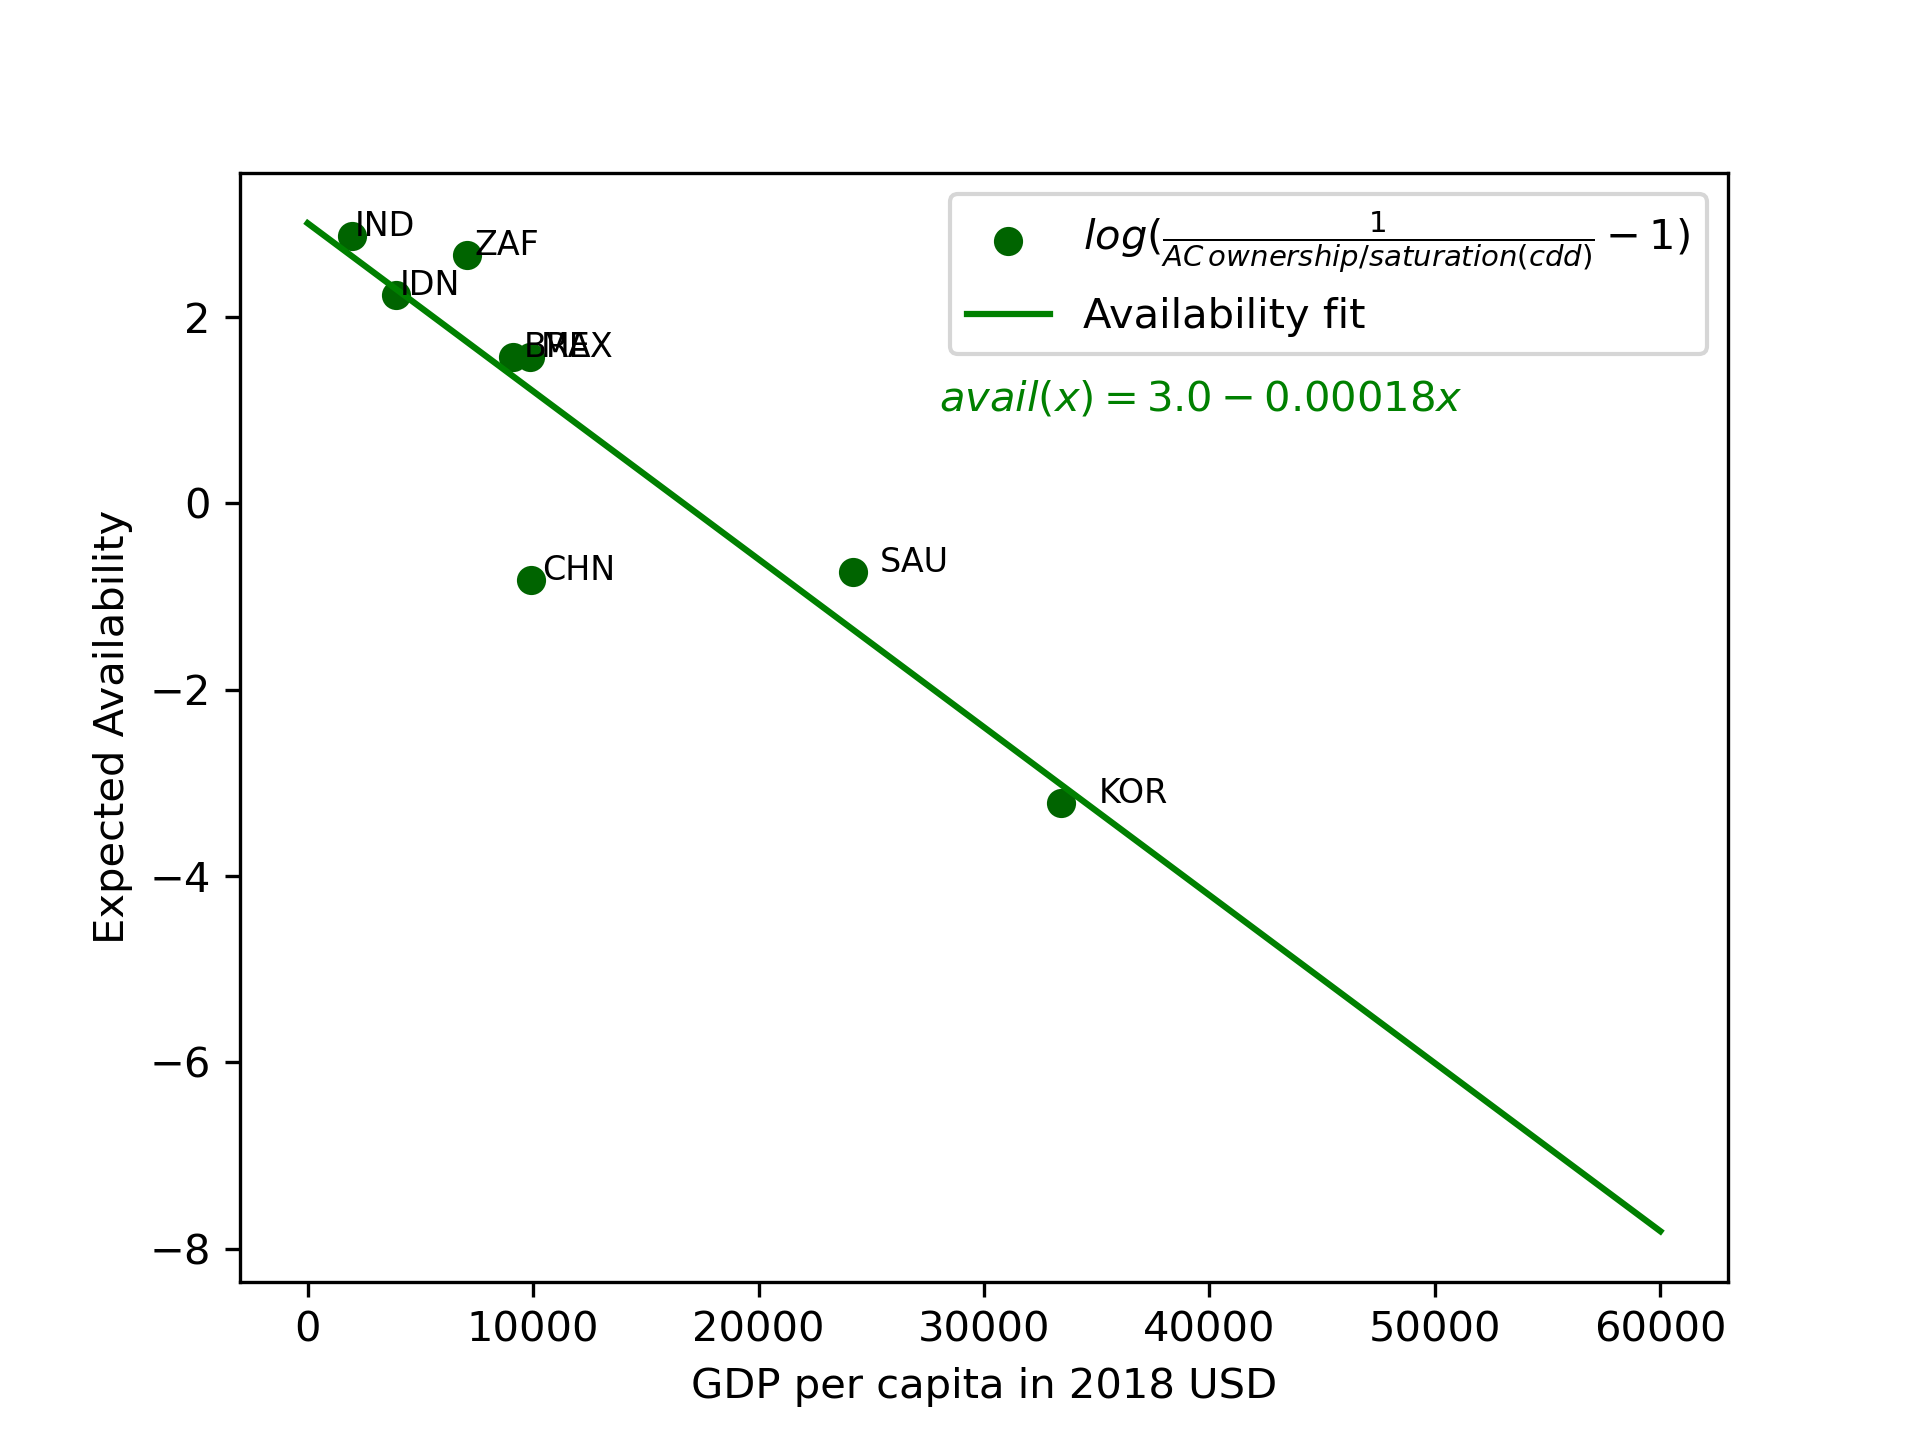 log(1/AC ownership/saturation(cdd) − 1)
Availability fit
avail(x) = 3.0 − 0.00018x
IND
ZAF
IDN
BRA
MEX
CHN
SAU
KOR
2
0
−2
−4
−6
−8
Expected Availability
0 10000 20000 30000 40000 50000 60000
GDP per capita in 2018 USD